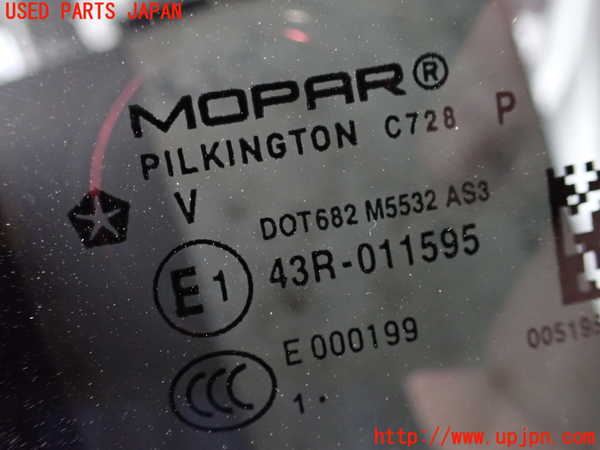 USED PARTS JAPAN
MOPAR®
PILKINGTON C728 P
V
DOT682 M5532 AS3
E1 43R-011595
E 000199
CCC
1 •
http://www.upjpn.com/